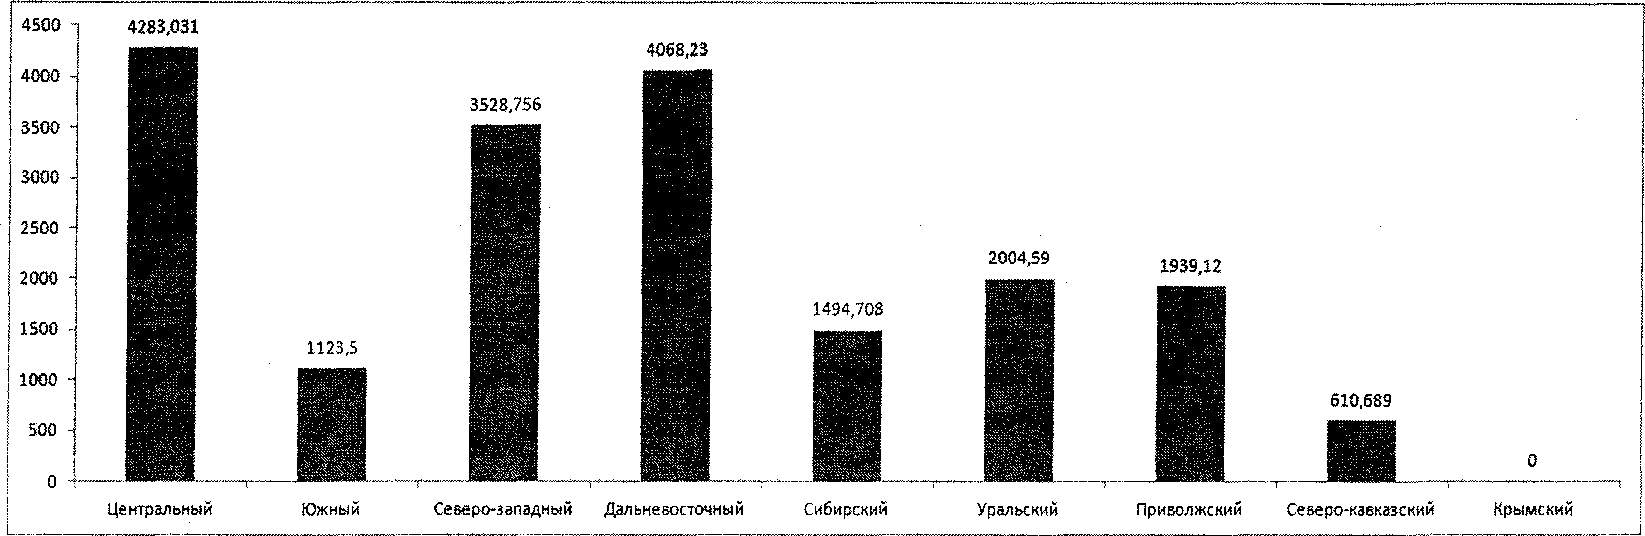 4500
4000
3500
3000
2500
2000
1500
1000
500
0
4283,031
1123,5
3528,756
4068,23
1494,708
2004,59
1939,12
610,689
0
Центральный
Южный
Северо-западный
Дальневосточный
Сибирский
Уральский
Приволжский
Северо-кавказский
Крымский